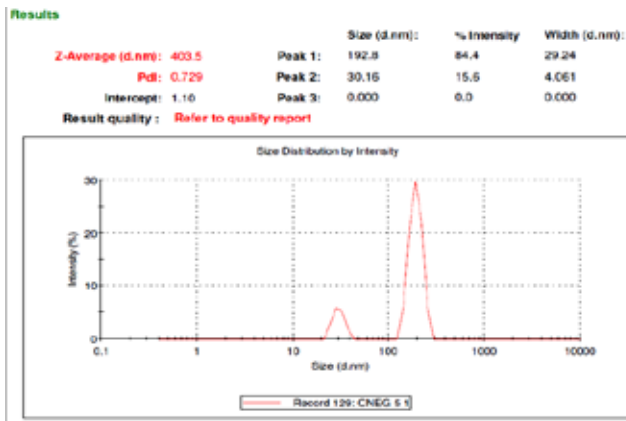 Results
Size (d.nm): % Intensity Width (d.nm):
Z-Average (d.nm): 403.5 Peak 1: 192.8 84.4 29.24
PdI: 0.729 Peak 2: 30.16 15.6 4.061
Intercept: 1.10 Peak 3: 0.000 0.0 0.000
Result quality : Refer to quality report
Size Distribution by Intensity
Intensity (%)
30
20
10
0
0.1 1 10 100 1000 10000
Size (d.nm)
Record 129: CNEG 5 1